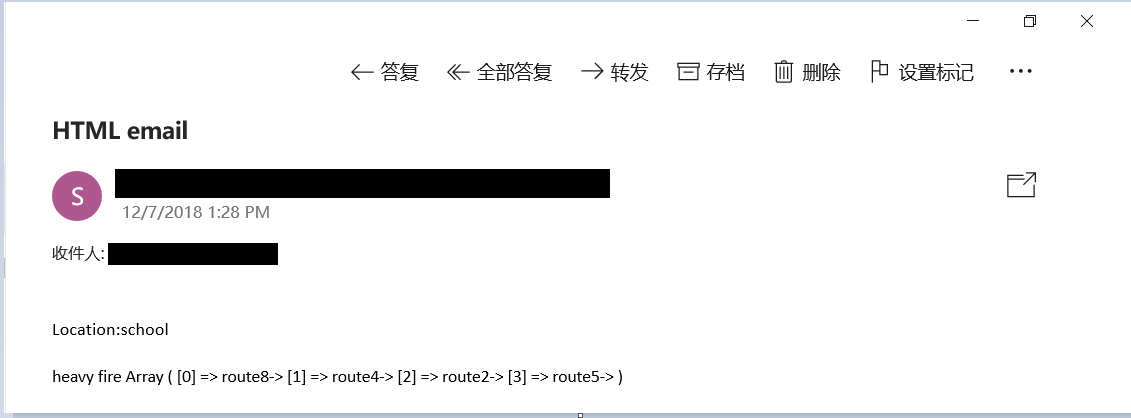 答复 全部答复 转发 存档 删除 设置标记 ...
HTML email
S
12/7/2018 1:28 PM
收件人:
Location:school
heavy fire Array ( [0] => route8-> [1] => route4-> [2] => route2-> [3] => route5-> )